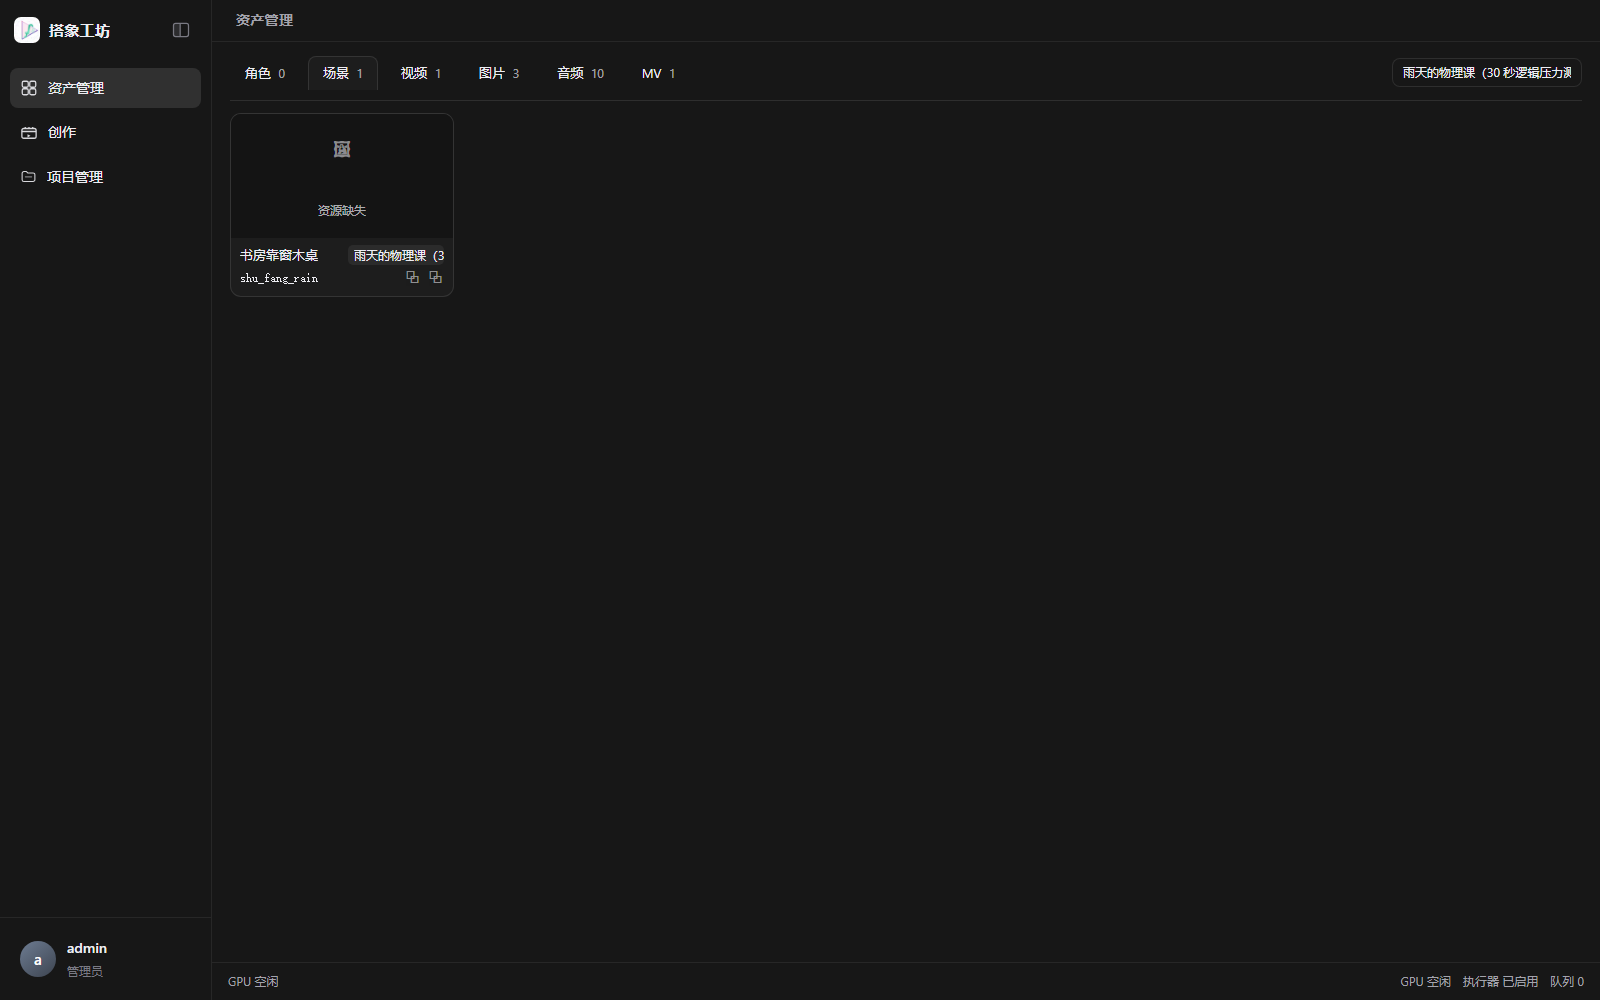 搭象工坊
资产管理
创作
项目管理
admin
管理员
a
资产管理
角色 0
场景 1
视频 1
图片 3
音频 10
MV 1
雨天的物理课（30 秒逻辑压力测
资源缺失
书房靠窗木桌
雨天的物理课（3
shu_fang_rain
GPU 空闲
GPU 空闲 执行器 已启用 队列 0